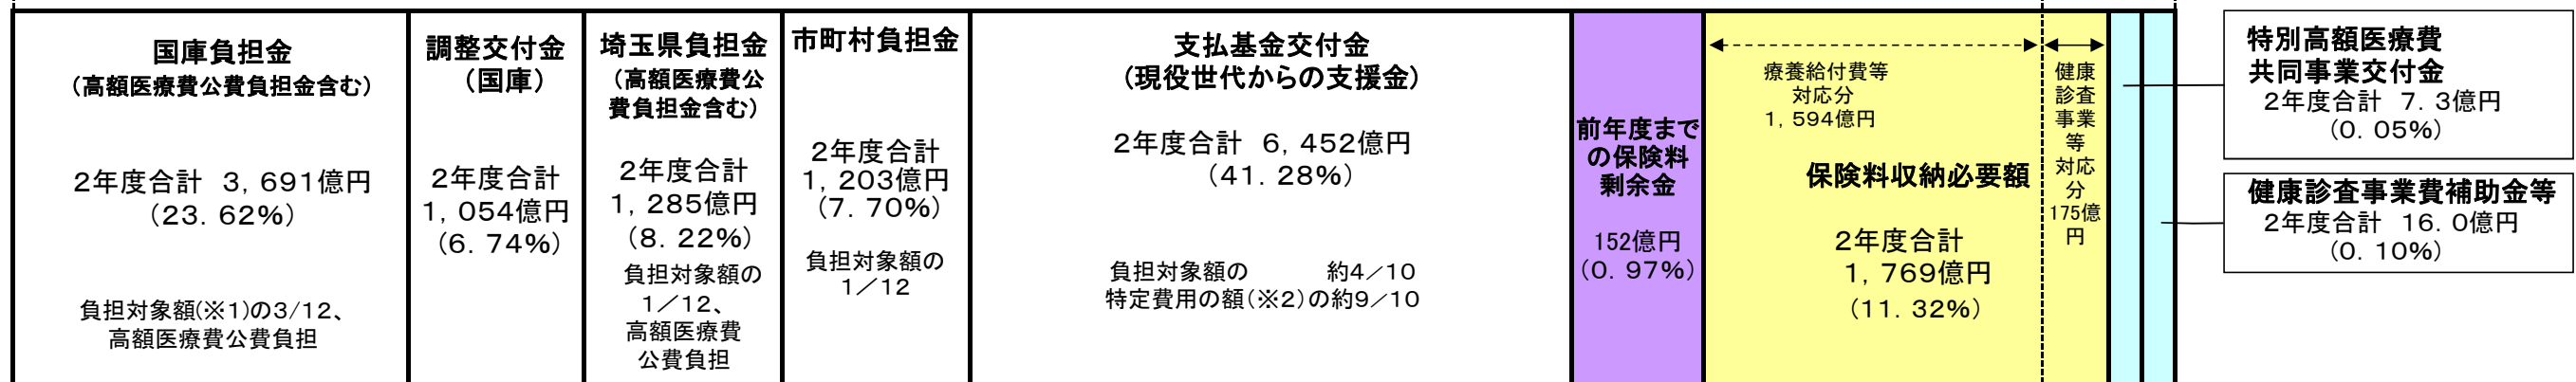 国庫負担金
（高額医療費公費負担金含む）
2年度合計　3，691億円
（23．62％）
負担対象額(※1)の3/12、
高額医療費公費負担
調整交付金
（国庫）
2年度合計
1，054億円
（6．74％）
埼玉県負担金
（高額医療費公
費負担金含む）
2年度合計
1，285億円
（8．22％）
負担対象額の
1／12、
高額医療費
公費負担
市町村負担金
2年度合計
1，203億円
（7．70％）
負担対象額の
1／12
支払基金交付金
（現役世代からの支援金）
2年度合計　6，452億円
（41．28％）
負担対象額の　　　約4／10
特定費用の額（※2）の約9／10
前年度まで
の保険料
剰余金
152億円
（0．97％）
療養給付費等
対応分
1，594億円
保険料収納必要額
2年度合計
1，769億円
（11．32％）
健康
診査
事業
等
対応
分
175億
円
特別高額医療費
共同事業交付金
2年度合計　7．3億円
（0．05％）
健康診査事業費補助金等
2年度合計　16．0億円
（0．10％）